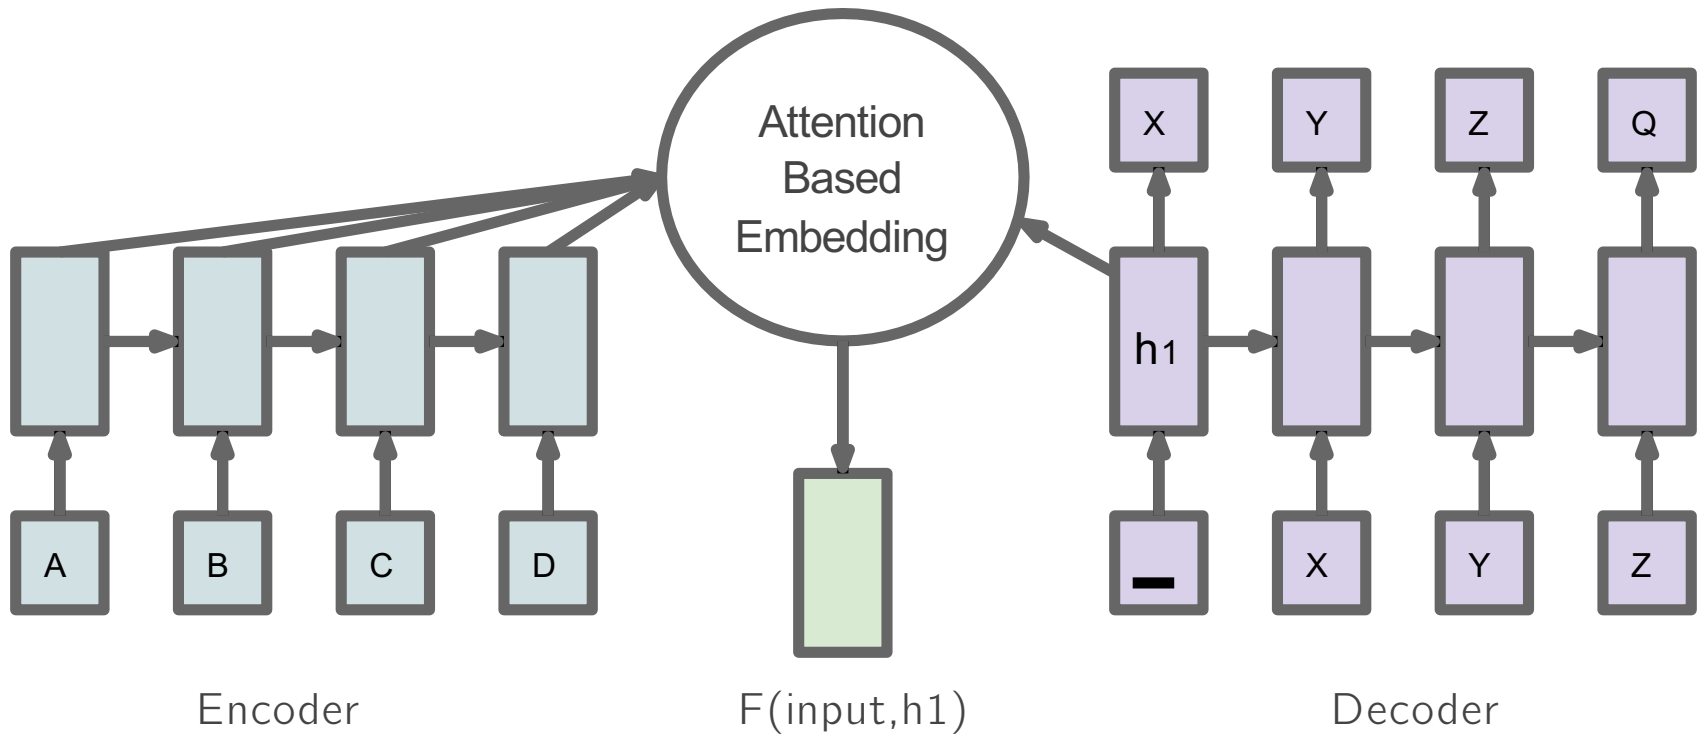 Attention
Based
Embedding
X
Y
Z
Q
h1
A
B
C
D
_
X
Y
Z
Encoder
F(input,h1)
Decoder